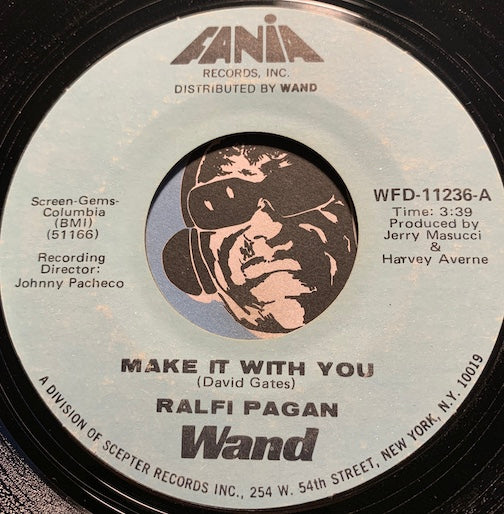 FANIA
RECORDS, INC.
DISTRIBUTED BY WAND
Screen-Gems-
Columbia
(BMI)
(51166)
Recording
Director:
Johnny Pacheco
WFD-11236-A
Time: 3:39
Produced by
Jerry Masucci
&
Harvey Averne
MAKE IT WITH YOU
(David Gates)
RALFI PAGAN
Wand
A DIVISION OF SCEPTER RECORDS INC., 254 W. 54th STREET, NEW YORK, N.Y. 10019